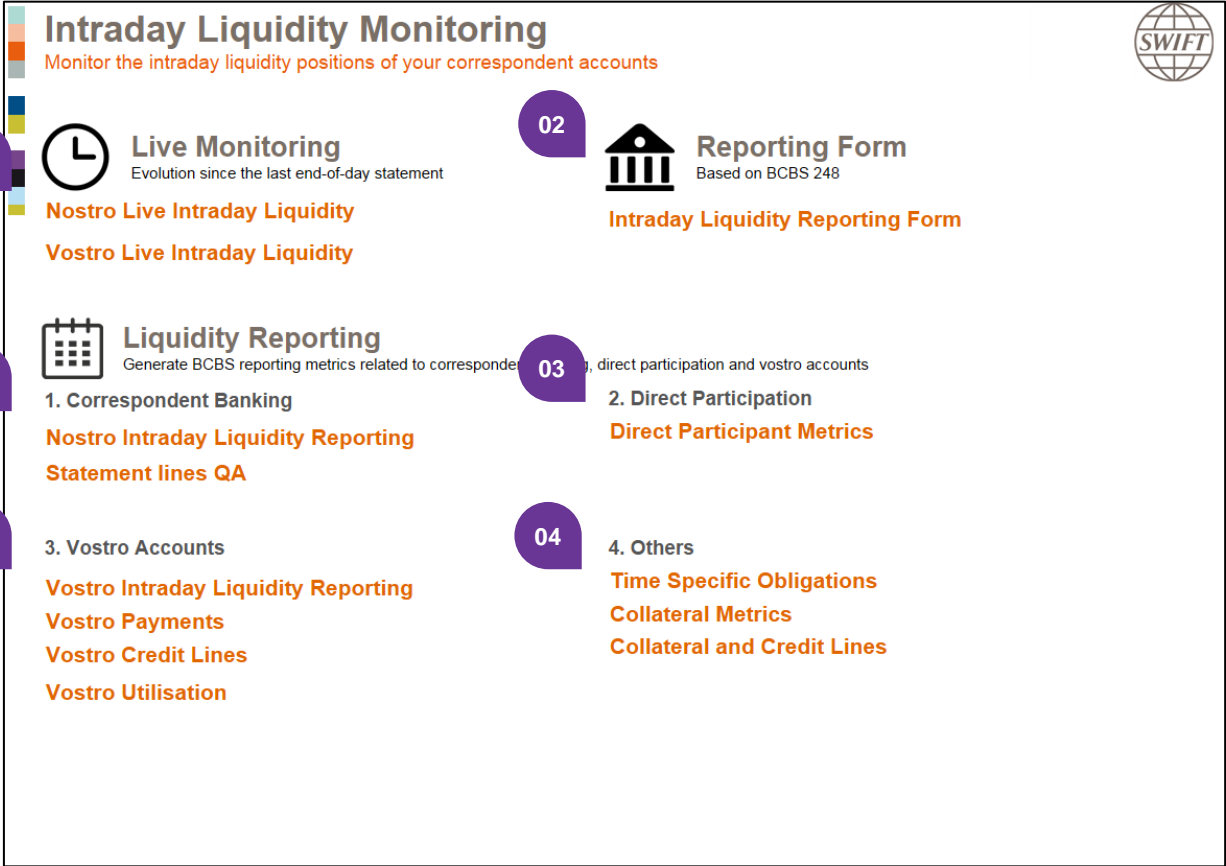 Intraday Liquidity Monitoring
Monitor the intraday liquidity positions of your correspondent accounts
SWIFT
02
Live Monitoring
Evolution since the last end-of-day statement
Nostro Live Intraday Liquidity
Vostro Live Intraday Liquidity
Reporting Form
Based on BCBS 248
Intraday Liquidity Reporting Form
Liquidity Reporting
Generate BCBS reporting metrics related to , direct participation and vostro accounts
03
1. Correspondent Banking
Nostro Intraday Liquidity Reporting
Statement lines QA
2. Direct Participation
Direct Participant Metrics
3. Vostro Accounts
Vostro Intraday Liquidity Reporting
Vostro Payments
Vostro Credit Lines
Vostro Utilisation
04
4. Others
Time Specific Obligations
Collateral Metrics
Collateral and Credit Lines